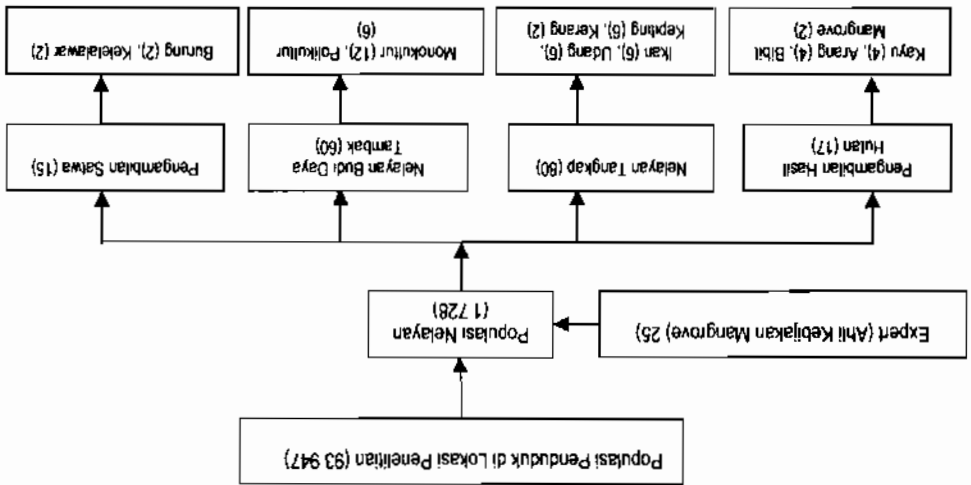 Populasi Penduduk di Lokasi Penelitian (93 947)
Expert (Ahli Kebijakan Mangrove) 25)
Populasi Nelayan
(1 728)
Pengambilan Hasil
Hutan (17)
Nelayan Tangkap (80)
Nelayan Budi Daya
Tambak (60)
Pengambilan Satwa (15)
Kayu (4), Arang (4), Bibit
Mangrove (2)
Ikan (6), Udang (6),
Kepiting (6), Kerang (2)
Monokultur (12), Polikultur
(6)
Burung (2), Kelelalawar (2)